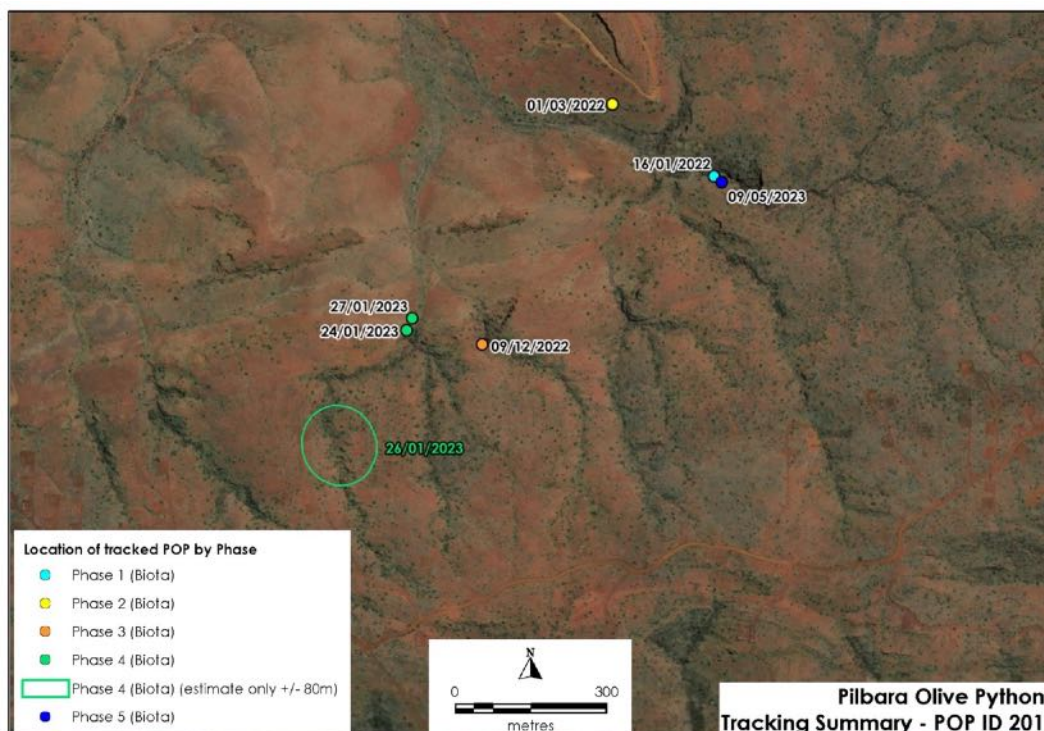 01/03/2022
16/01/2022
09/05/2023
27/01/2023
24/01/2023
09/12/2022
26/01/2023
Location of tracked POP by Phase
Phase 1 (Biota)
Phase 2 (Biota)
Phase 3 (Biota)
Phase 4 (Biota)
Phase 4 (Biota) (estimate only +/- 80m)
Phase 5 (Biota)
N
0 300
metres
Pilbara Olive Python
Tracking Summary - POP ID 201